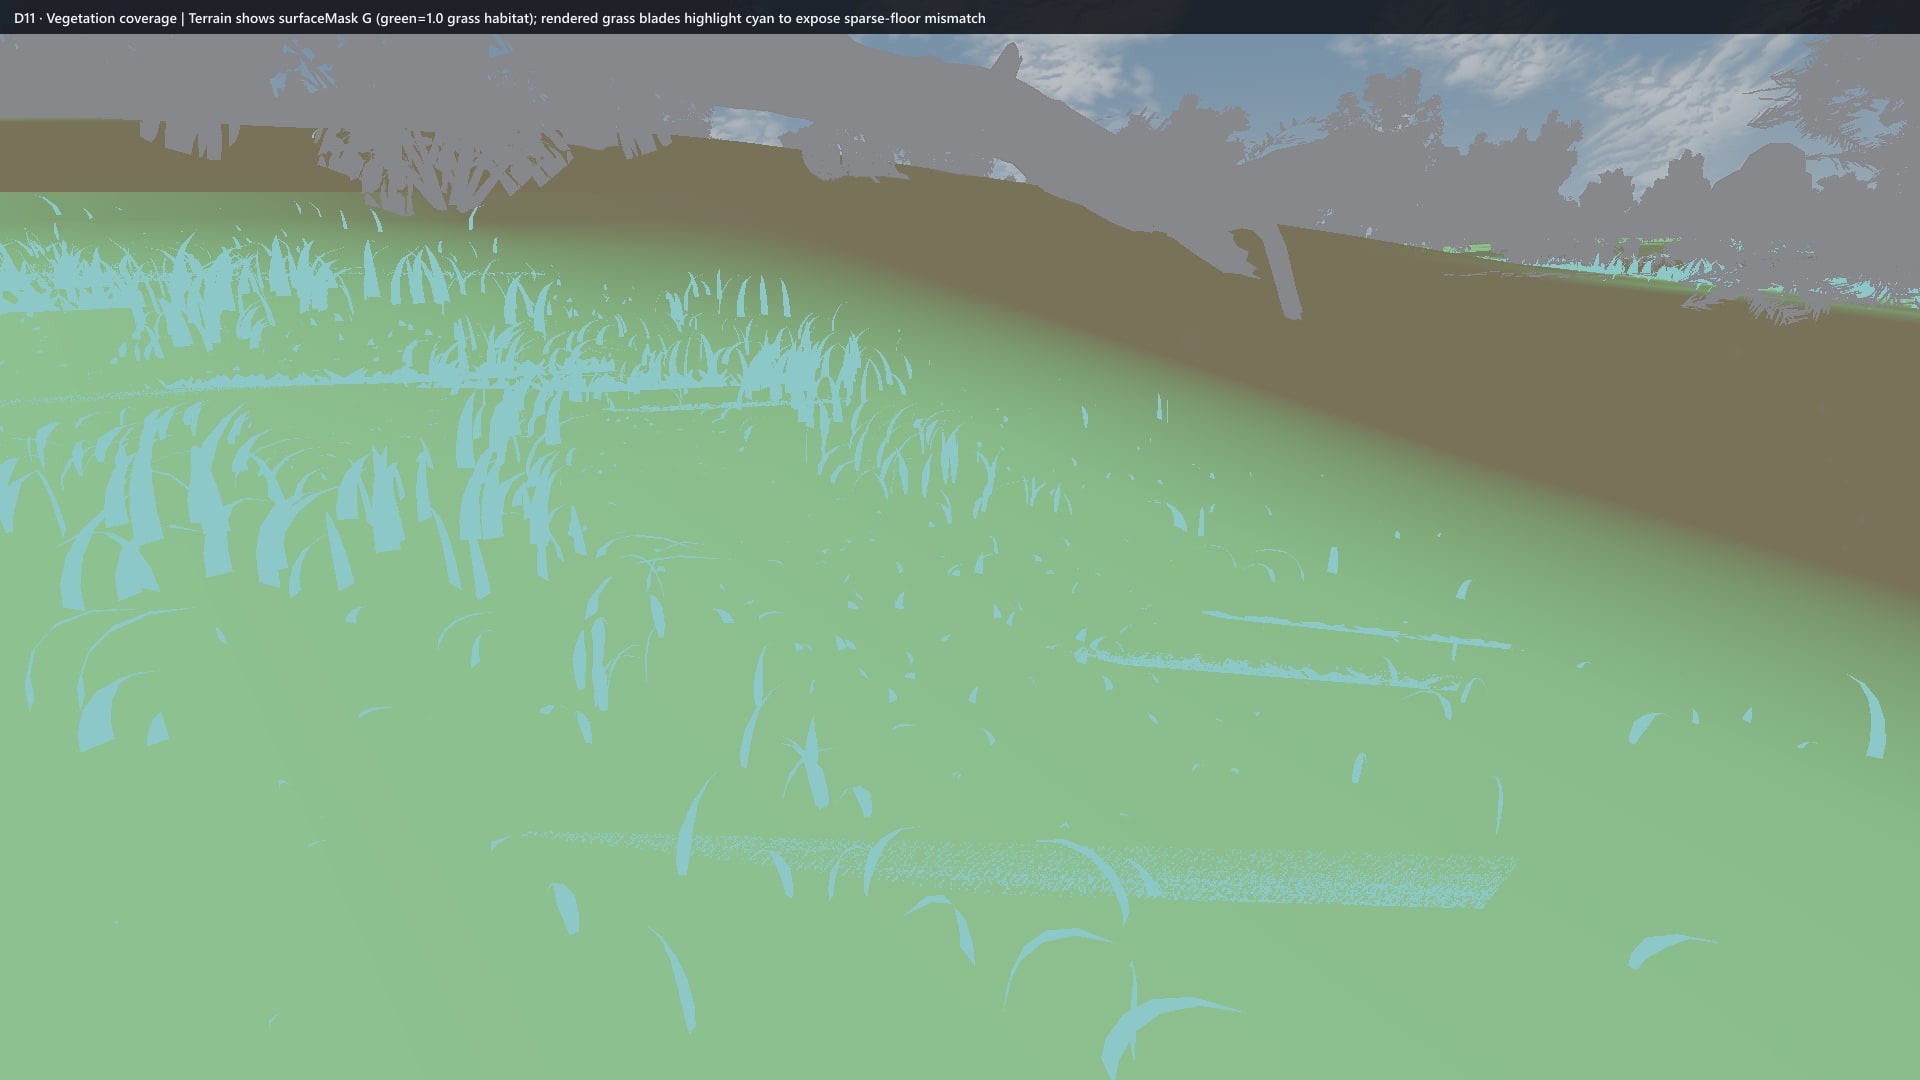 D11 · Vegetation coverage | Terrain shows surfaceMask G (green=1.0 grass habitat); rendered grass blades highlight cyan to expose sparse-floor mismatch